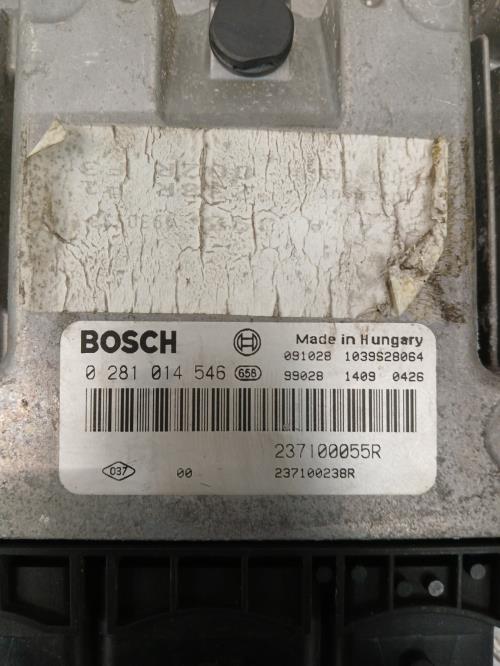 BOSCH
Made in Hungary
091028 1039S28064
0 281 014 546 658
99028 1409 0426
237100055R
037 00 237100238R